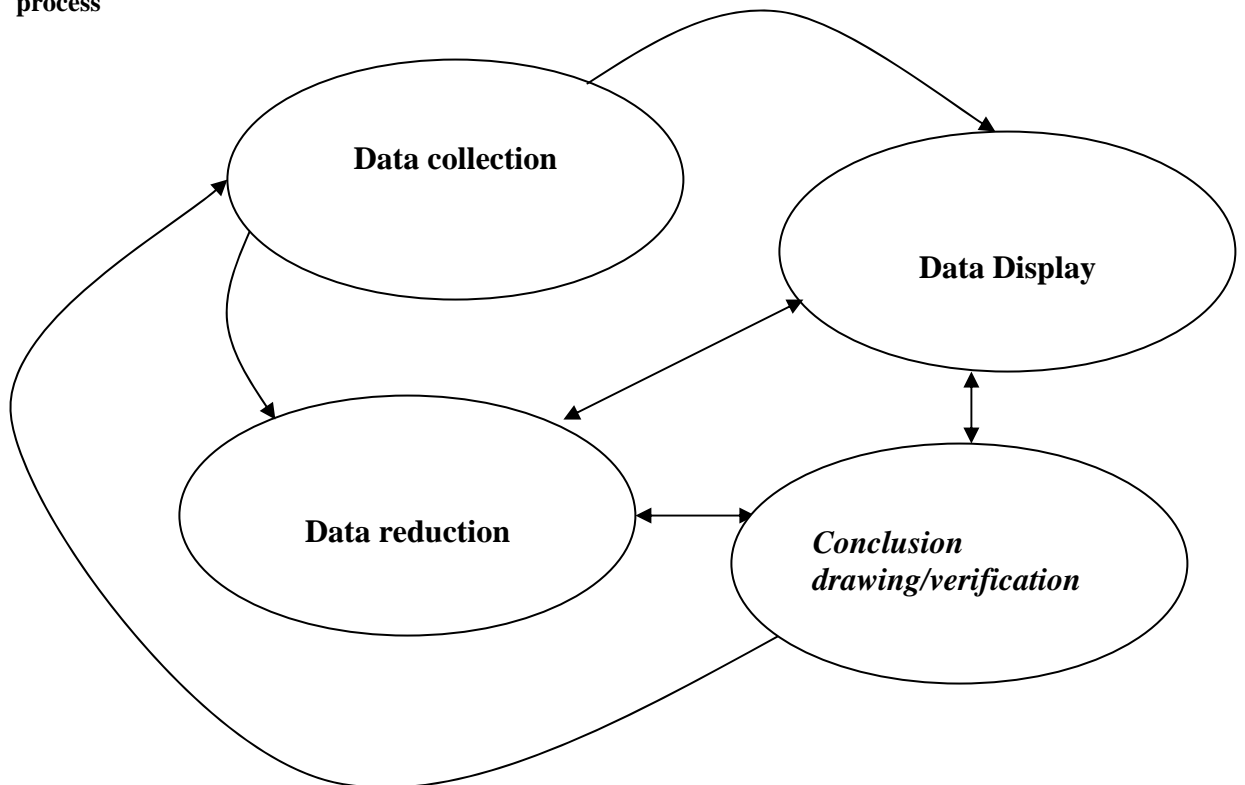 process
Data collection
Data Display
Data reduction
Conclusion
drawing/verification